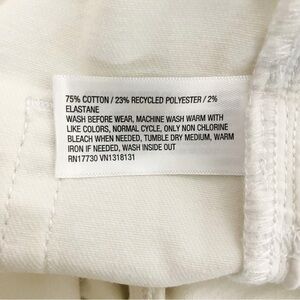 75% COTTON / 23% RECYCLED POLYESTER / 2%
ELASTANE
WASH BEFORE WEAR, MACHINE WASH WARM WITH
LIKE COLORS, NORMAL CYCLE, ONLY NON CHLORINE
BLEACH WHEN NEEDED, TUMBLE DRY MEDIUM, WARM
IRON IF NEEDED, WASH INSIDE OUT
RN17730 VN1318131